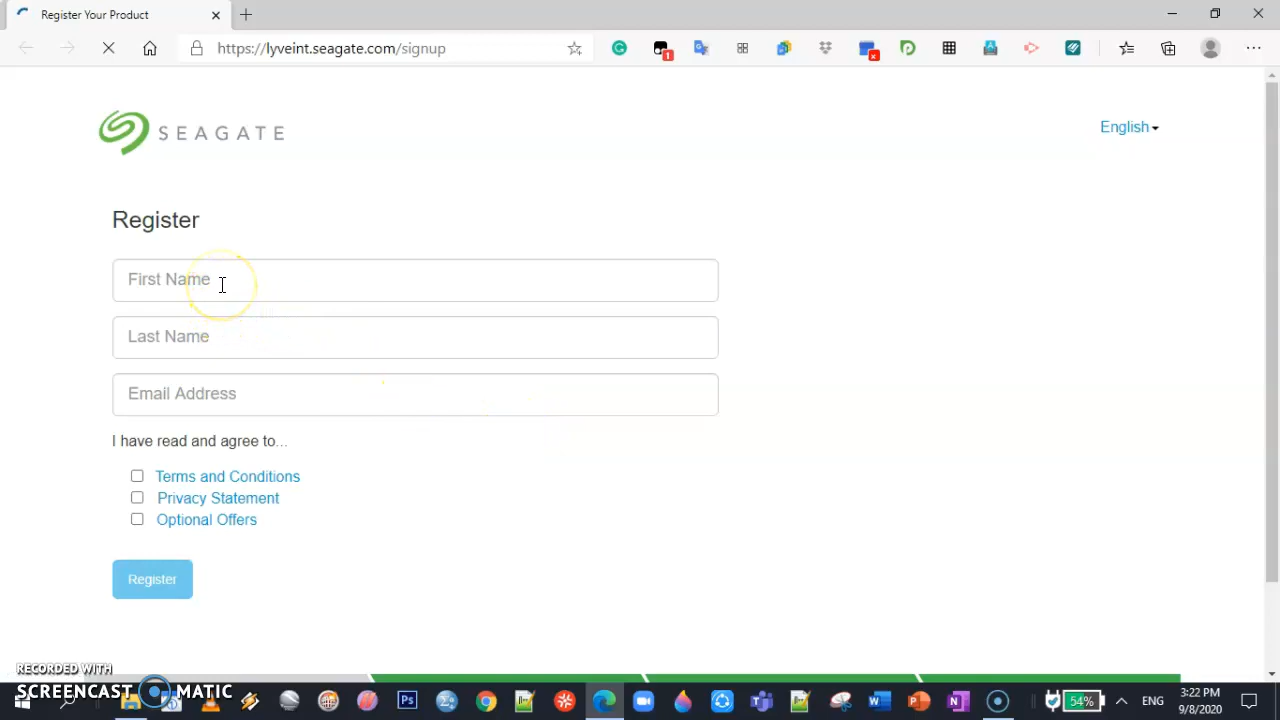 Register Your Product
https://lyveint.seagate.com/signup
1
SEAGATE
English
Register
First Name
Last Name
Email Address
I have read and agree to...
Terms and Conditions
Privacy Statement
Optional Offers
Register
RECORDED WITH
SCREENCAST MATIC
54%
ENG
3:22 PM
9/8/2020